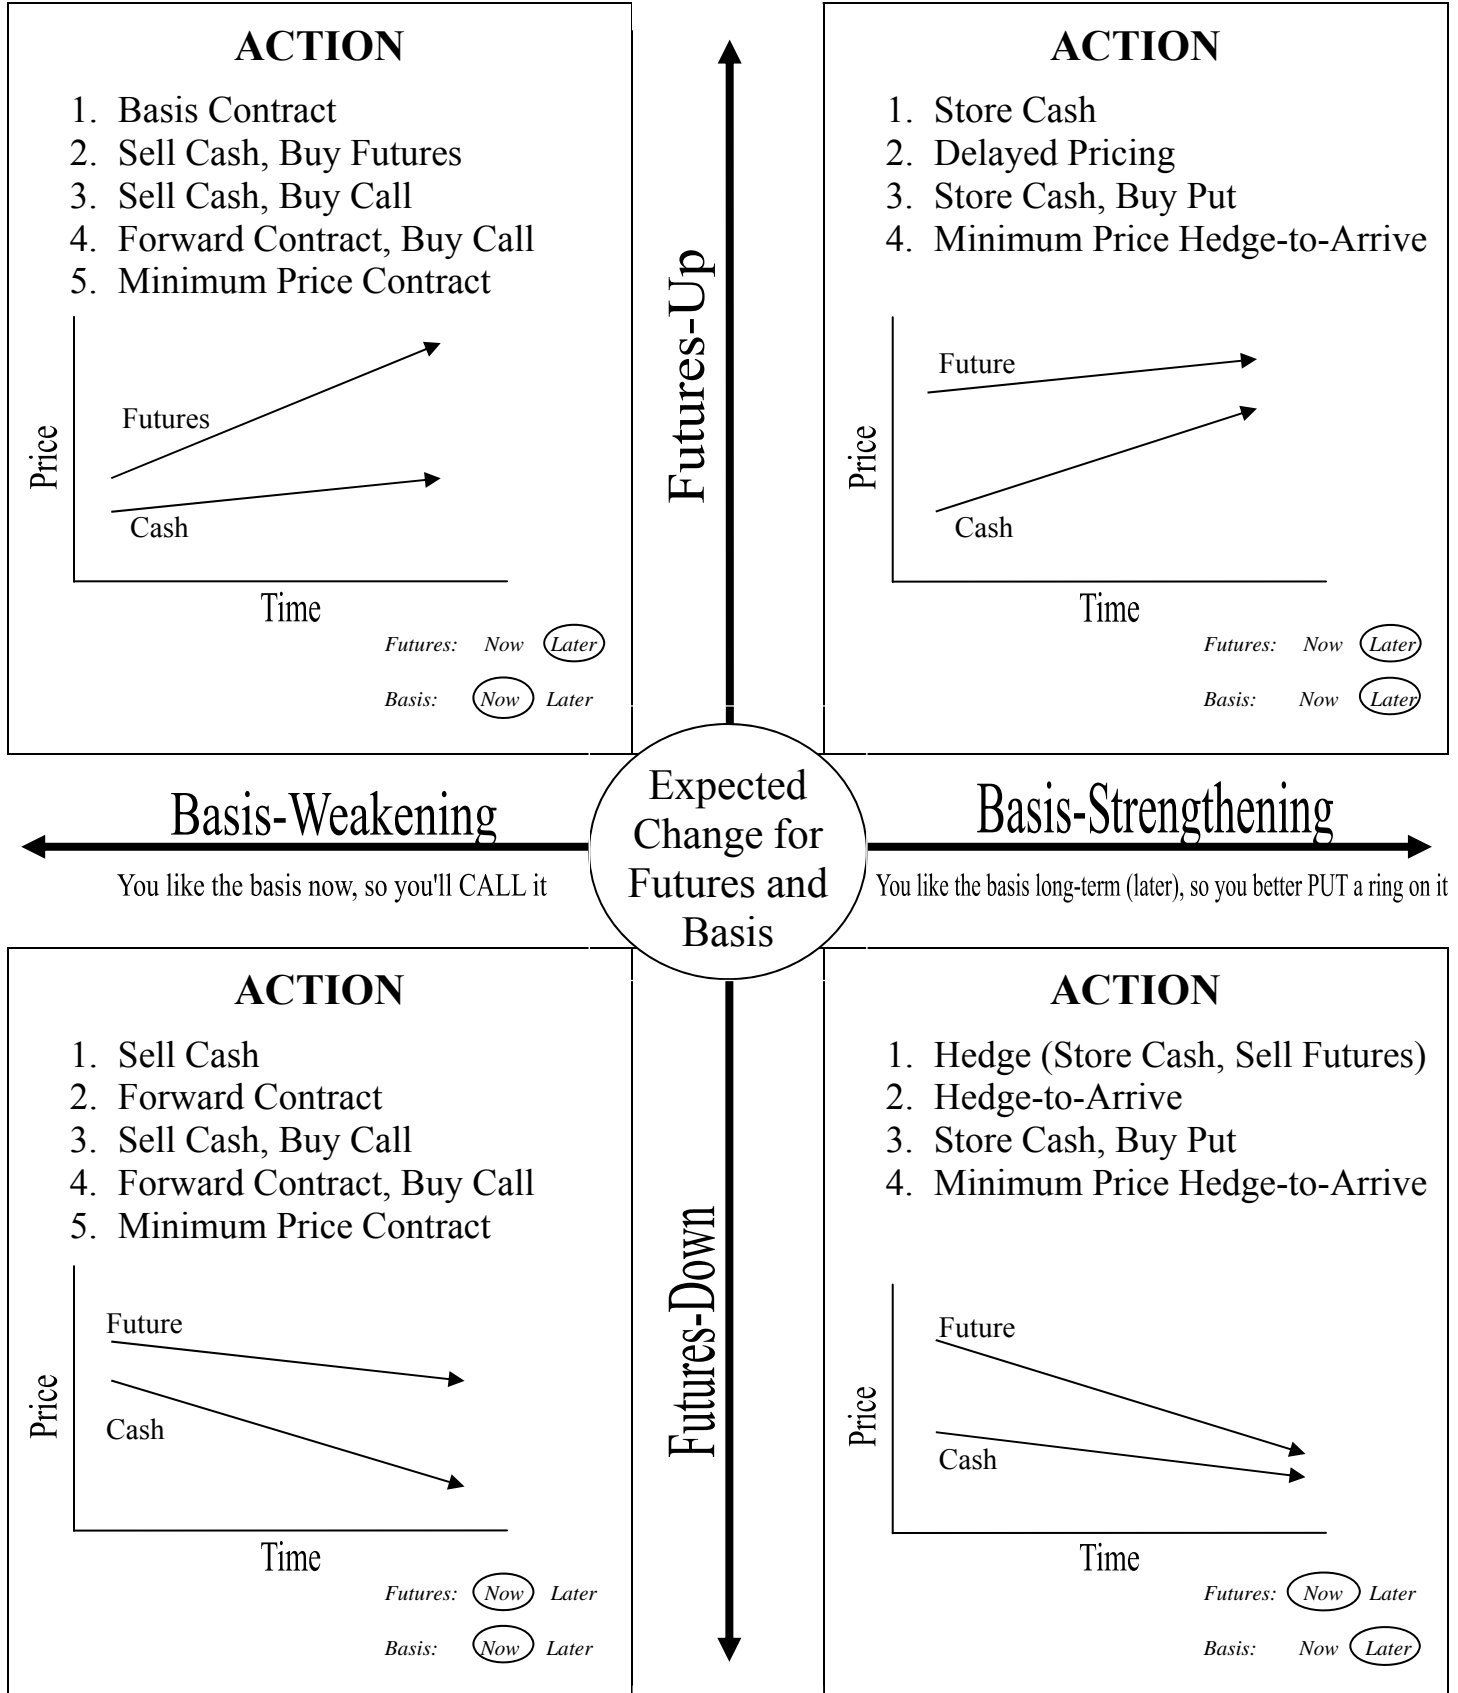 ACTION
1. Basis Contract
2. Sell Cash, Buy Futures
3. Sell Cash, Buy Call
4. Forward Contract, Buy Call
5. Minimum Price Contract
Price
Futures
Cash
Time
Futures: Now Later
Basis: Now Later
Futures-Up
ACTION
1. Store Cash
2. Delayed Pricing
3. Store Cash, Buy Put
4. Minimum Price Hedge-to-Arrive
Price
Future
Cash
Time
Futures: Now Later
Basis: Now Later
Basis-Weakening
You like the basis now, so you'll CALL it
Expected
Change for
Futures and
Basis
Basis-Strengthening
You like the basis long-term (later), so you better PUT a ring on it
ACTION
1. Sell Cash
2. Forward Contract
3. Sell Cash, Buy Call
4. Forward Contract, Buy Call
5. Minimum Price Contract
Price
Future
Cash
Time
Futures: Now Later
Basis: Now Later
Futures-Down
ACTION
1. Hedge (Store Cash, Sell Futures)
2. Hedge-to-Arrive
3. Store Cash, Buy Put
4. Minimum Price Hedge-to-Arrive
Price
Future
Cash
Time
Futures: Now Later
Basis: Now Later